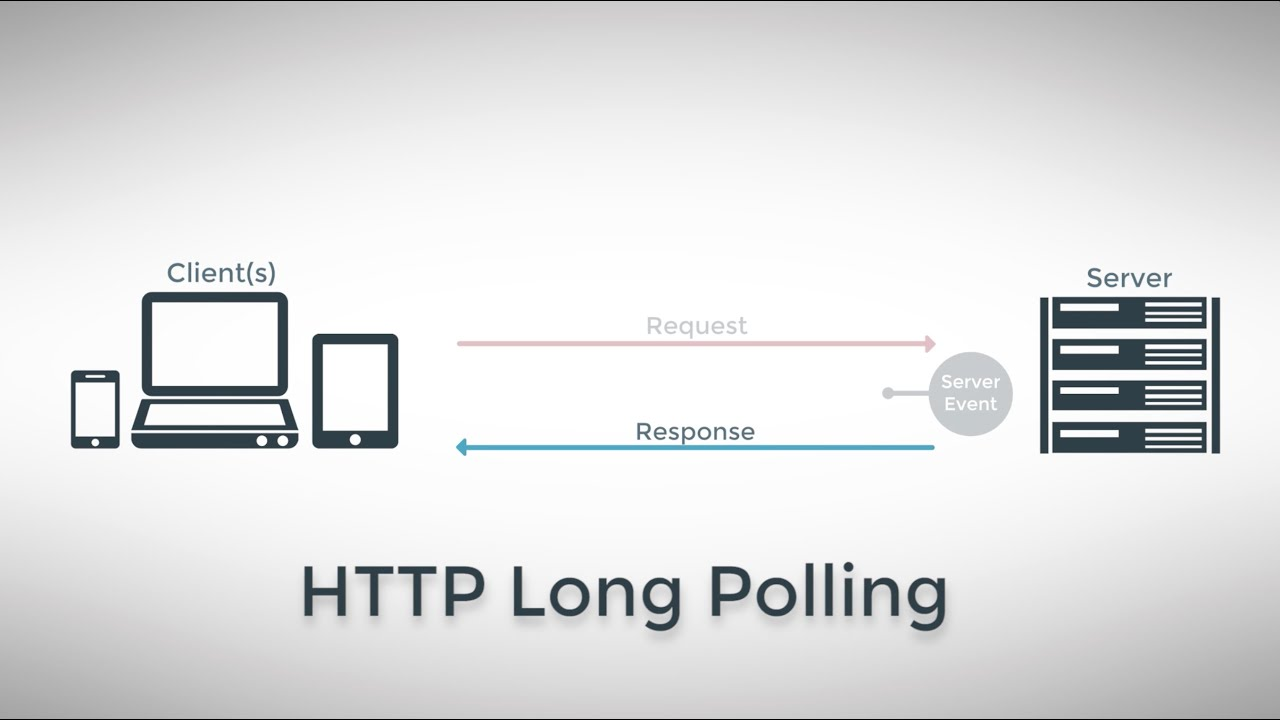 Client(s)
Server
Request
Server
Event
Response
HTTP Long Polling